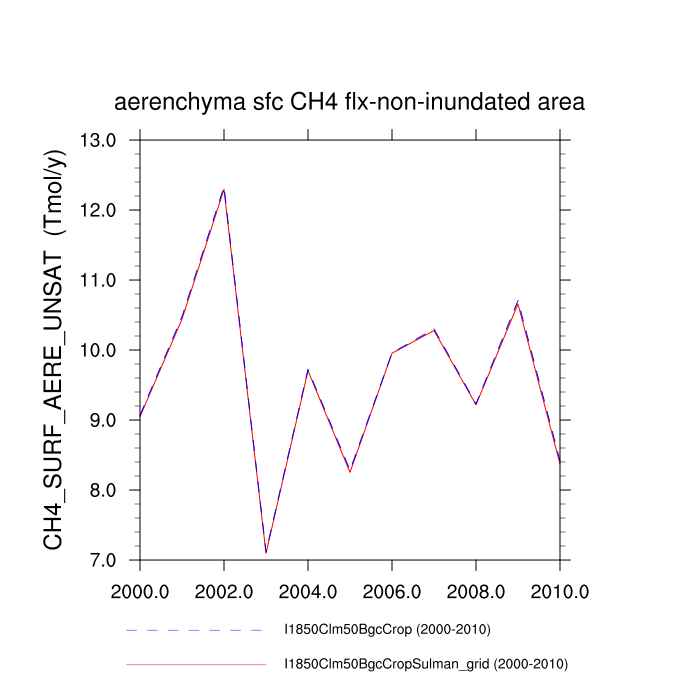 aerenchyma sfc CH4 flx-non-inundated area
CH4_SURF_AERE_UNSAT (Tmol/y)
13.0
12.0
11.0
10.0
9.0
8.0
7.0
2000.0 2002.0 2004.0 2006.0 2008.0 2010.0
I1850Clm50BgcCrop (2000-2010)
I1850Clm50BgcCropSulman_grid (2000-2010)